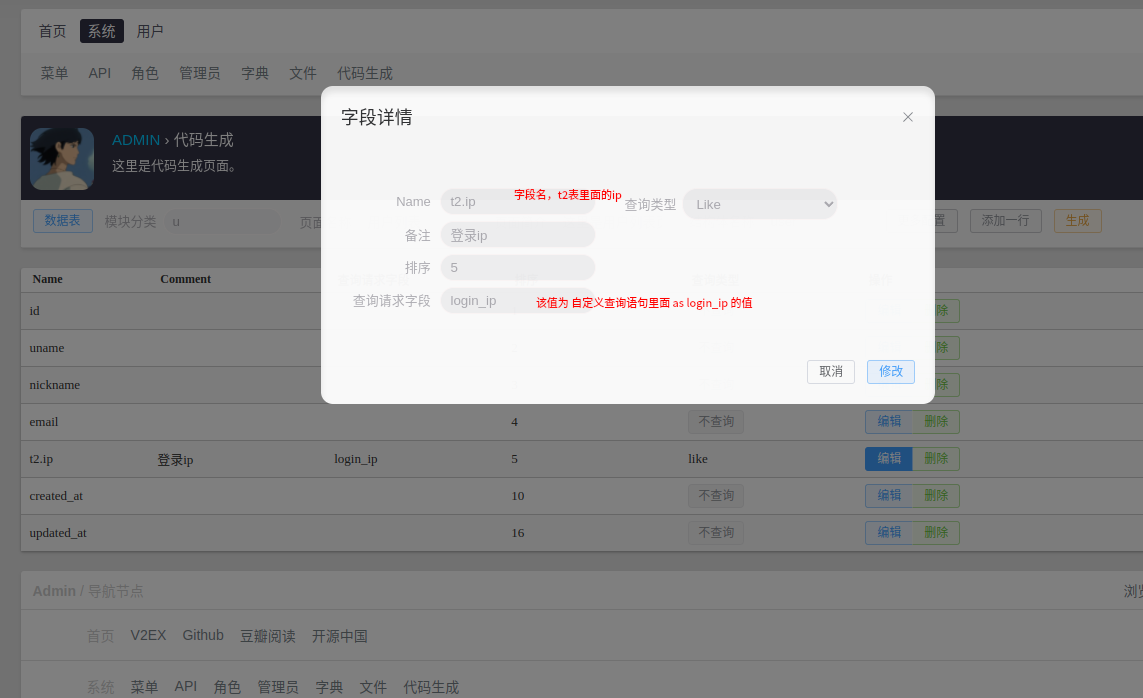 首页 系统 用户
菜单 API 角色 管理员 字典 文件 代码生成
字段详情
ADMIN › 代码生成
这里是代码生成页面。
Name t2.ip 字段名，t2表里面的ip 查询类型 Like
数据表 模块分类 u 页面 置 添加一行 生成
备注 登录ip
排序 5
Name Comment
查询请求字段 login_ip 该值为 自定义查询语句里面 as login_ip 的值
id 除
uname 除
取消 修改
nickname 除
email 4 不查询 编辑 删除
t2.ip 登录ip login_ip 5 like 编辑 删除
created_at 10 不查询 编辑 删除
updated_at 16 不查询 编辑 删除
Admin / 导航节点 浏览
首页 V2EX Github 豆瓣阅读 开源中国
系统 菜单 API 角色 管理员 字典 文件 代码生成